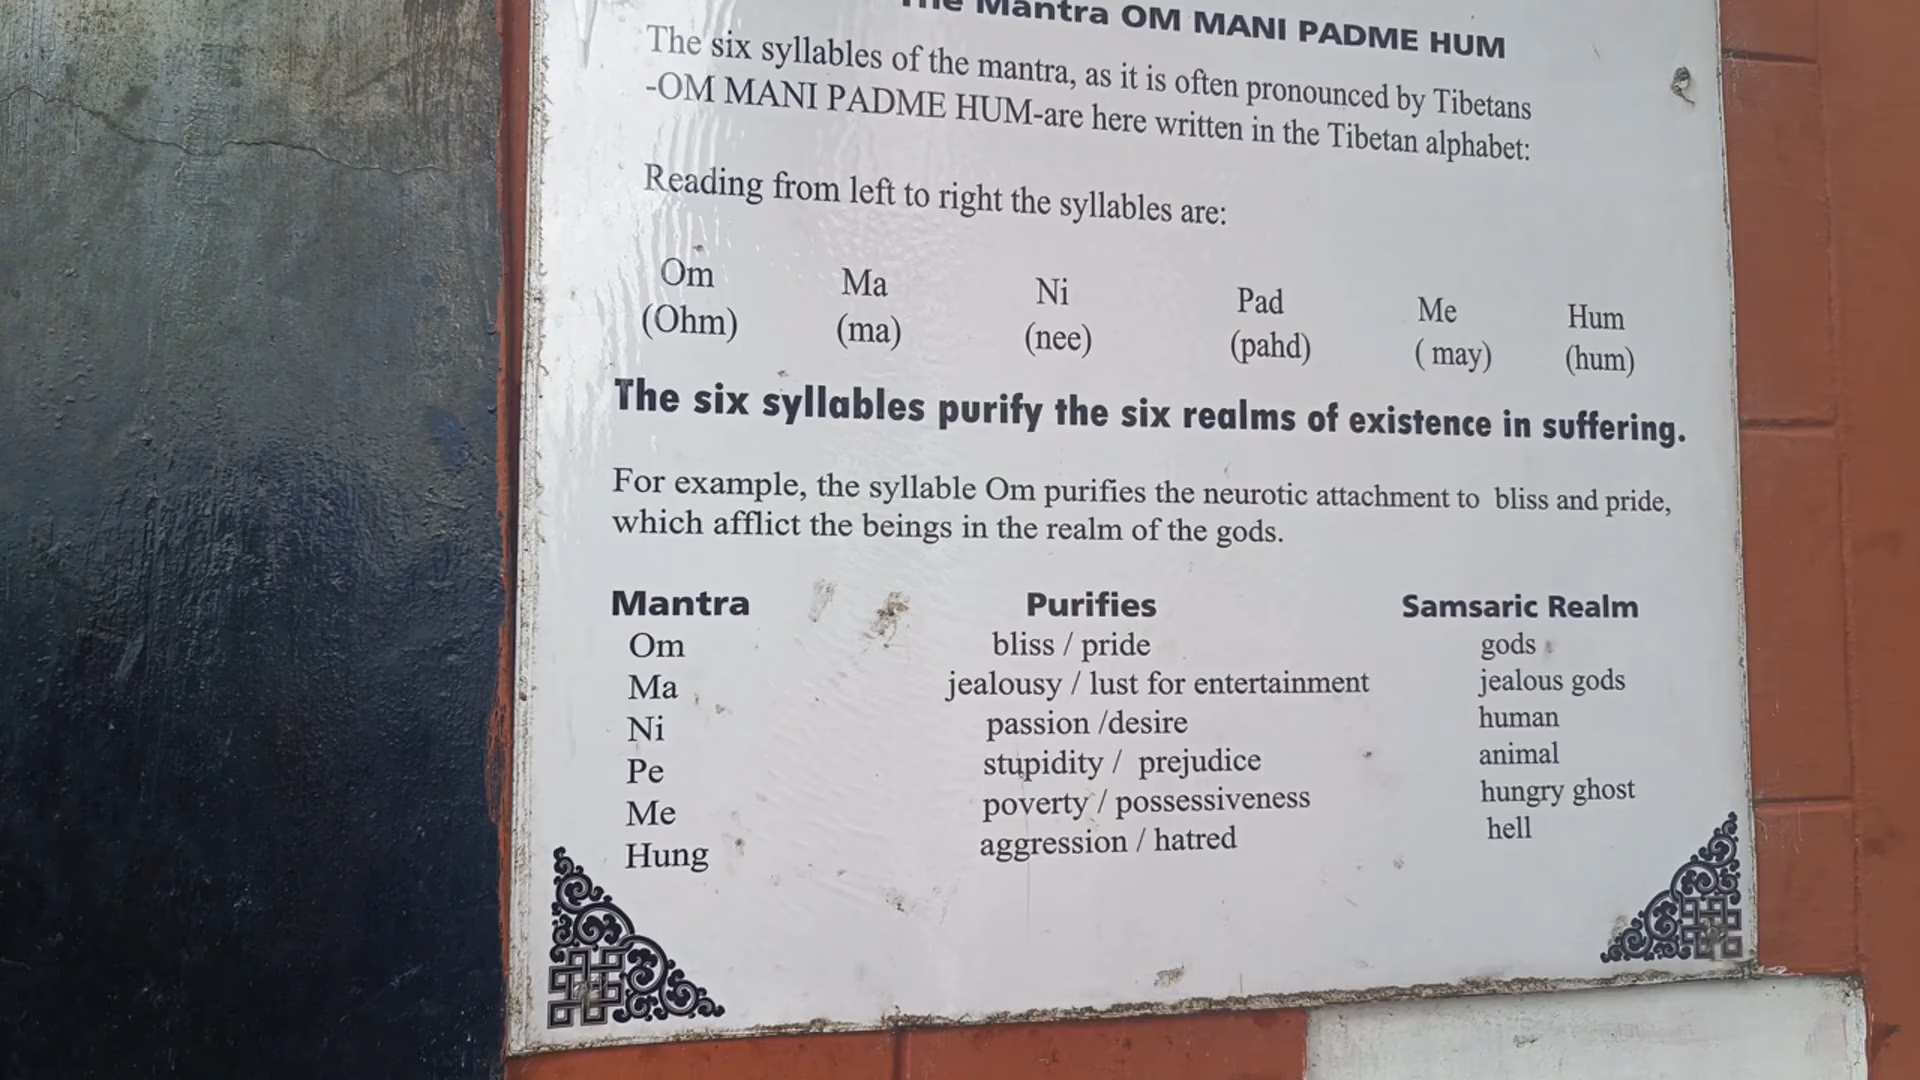 The Mantra OM MANI PADME HUM
The six syllables of the mantra, as it is often pronounced by Tibetans
-OM MANI PADME HUM-are here written in the Tibetan alphabet:
Reading from left to right the syllables are:
Om Ma Ni Pad Me Hum
(Ohm) (ma) (nee) (pahd) ( may) (hum)
The six syllables purify the six realms of existence in suffering.
For example, the syllable Om purifies the neurotic attachment to bliss and pride,
which afflict the beings in the realm of the gods.
Mantra Purifies Samsaric Realm
Om bliss / pride gods
Ma jealousy / lust for entertainment jealous gods
Ni passion /desire human
Pe stupidity / prejudice animal
Me poverty / possessiveness hungry ghost
Hung aggression / hatred hell